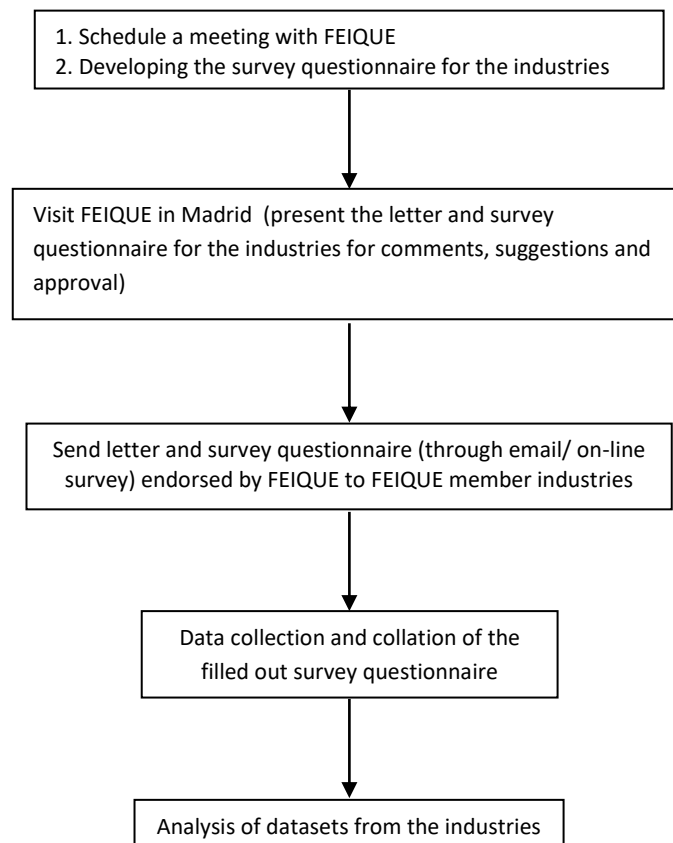 1. Schedule a meeting with FEIQUE
2. Developing the survey questionnaire for the industries
Visit FEIQUE in Madrid (present the letter and survey
questionnaire for the industries for comments, suggestions and
approval)
Send letter and survey questionnaire (through email/ on-line
survey) endorsed by FEIQUE to FEIQUE member industries
Data collection and collation of the
filled out survey questionnaire
Analysis of datasets from the industries